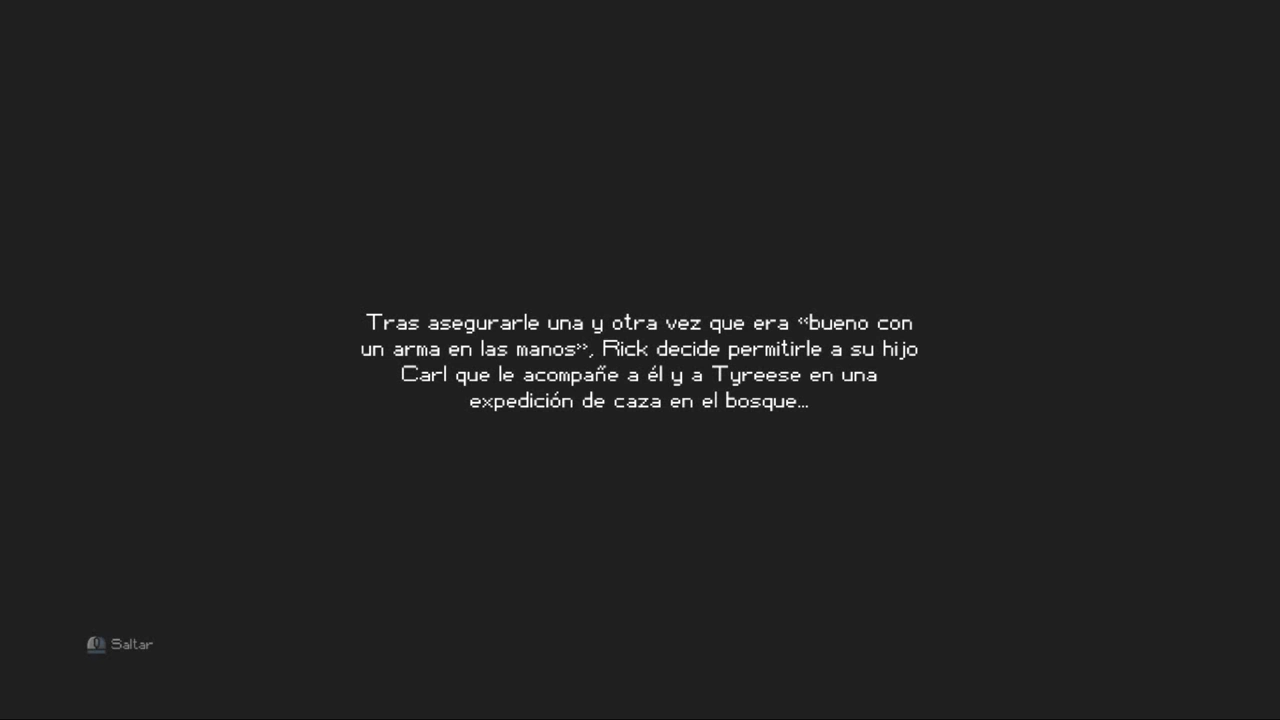 Tras asegurarle una y otra vez que era «bueno con
un arma en las manos», Rick decide permitirle a su hijo
Carl que le acompañe a él y a Tyreese en una
expedición de caza en el bosque...
Saltar